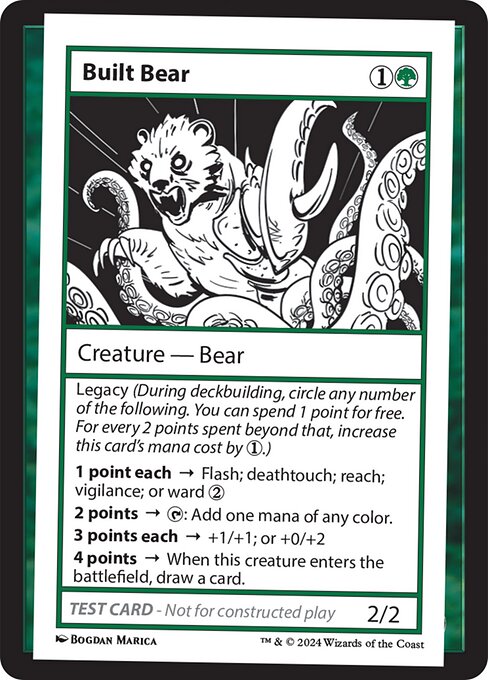 Built Bear ①
Creature — Bear
Legacy (During deckbuilding, circle any number
of the following. You can spend 1 point for free.
For every 2 points spent beyond that, increase
this card's mana cost by ①.)
1 point each → Flash; deathtouch; reach;
vigilance; or ward ②
2 points → : Add one mana of any color.
3 points each → +1/+1; or +0/+2
4 points → When this creature enters the
battlefield, draw a card.
TEST CARD - Not for constructed play 2/2
BOGDAN MARICA ™ & © 2024 Wizards of the Coast